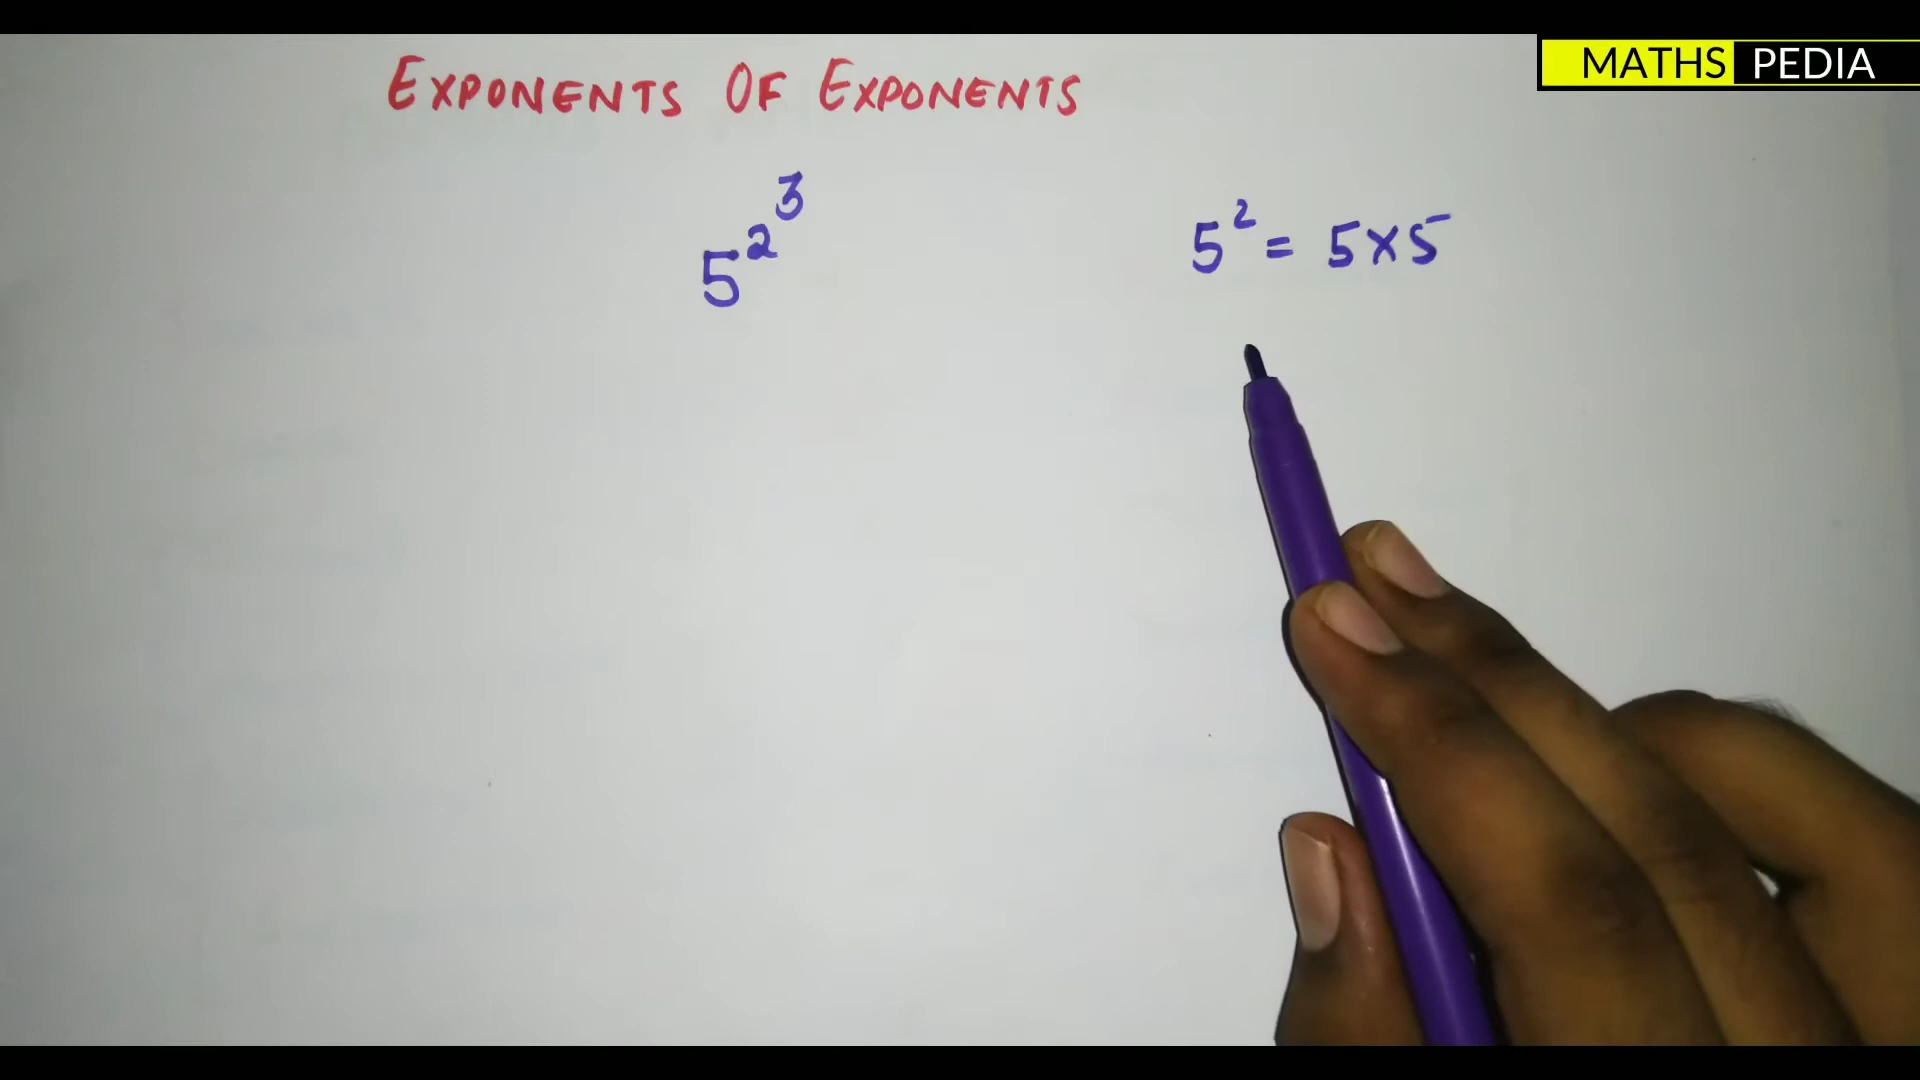 MATHS PEDIA
EXPONENTS OF EXPONENTS
5^2^3
5^2 = 5×5